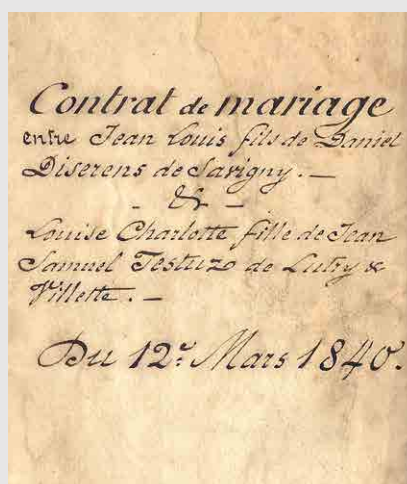 Contrat de mariage
entre Jean Louis fils de Daniel
Diserens de Savigny. —
- & -
Louise Charlotte fille de Jean
Samuel Testuz de Lutry &
Villette. —
Du 12e Mars 1840.